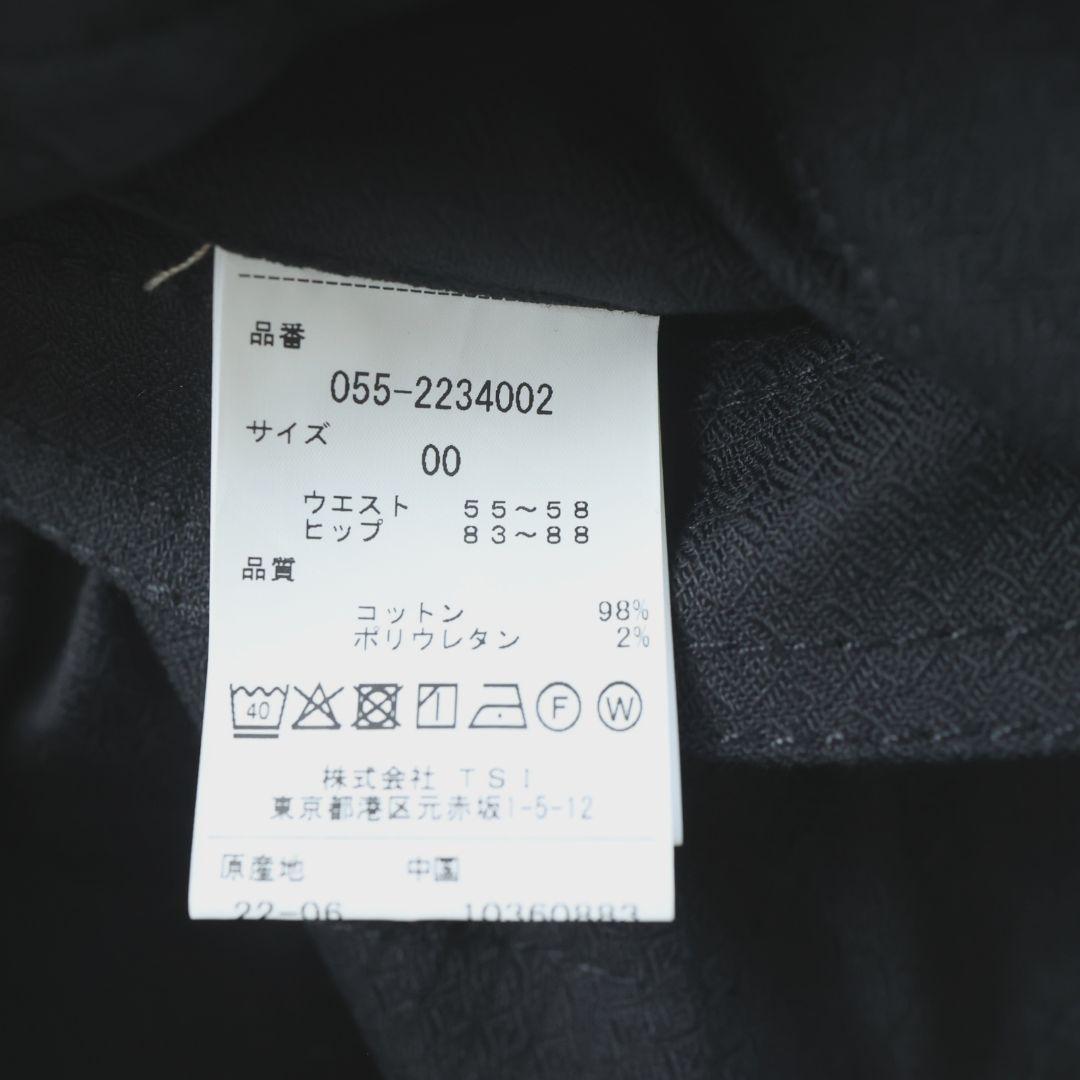 品番
055-2234002
サイズ
00
ウエスト 55～58
ヒップ 83～88
品質
コットン 98%
ポリウレタン 2%
40 F W
株式会社 TSI
東京都港区元赤坂1-5-12
原産地 中国
22-06 10360883